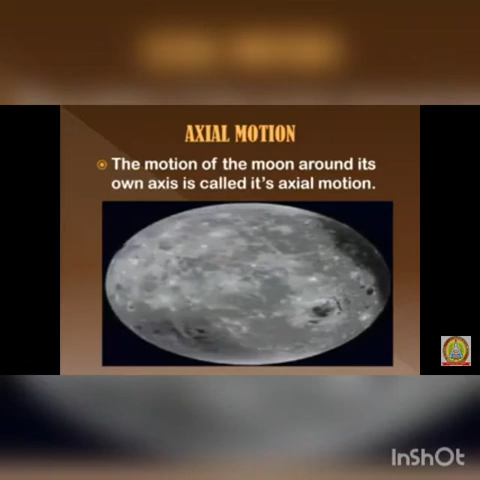 AXIAL MOTION
The motion of the moon around its
own axis is called it's axial motion.
InShOt